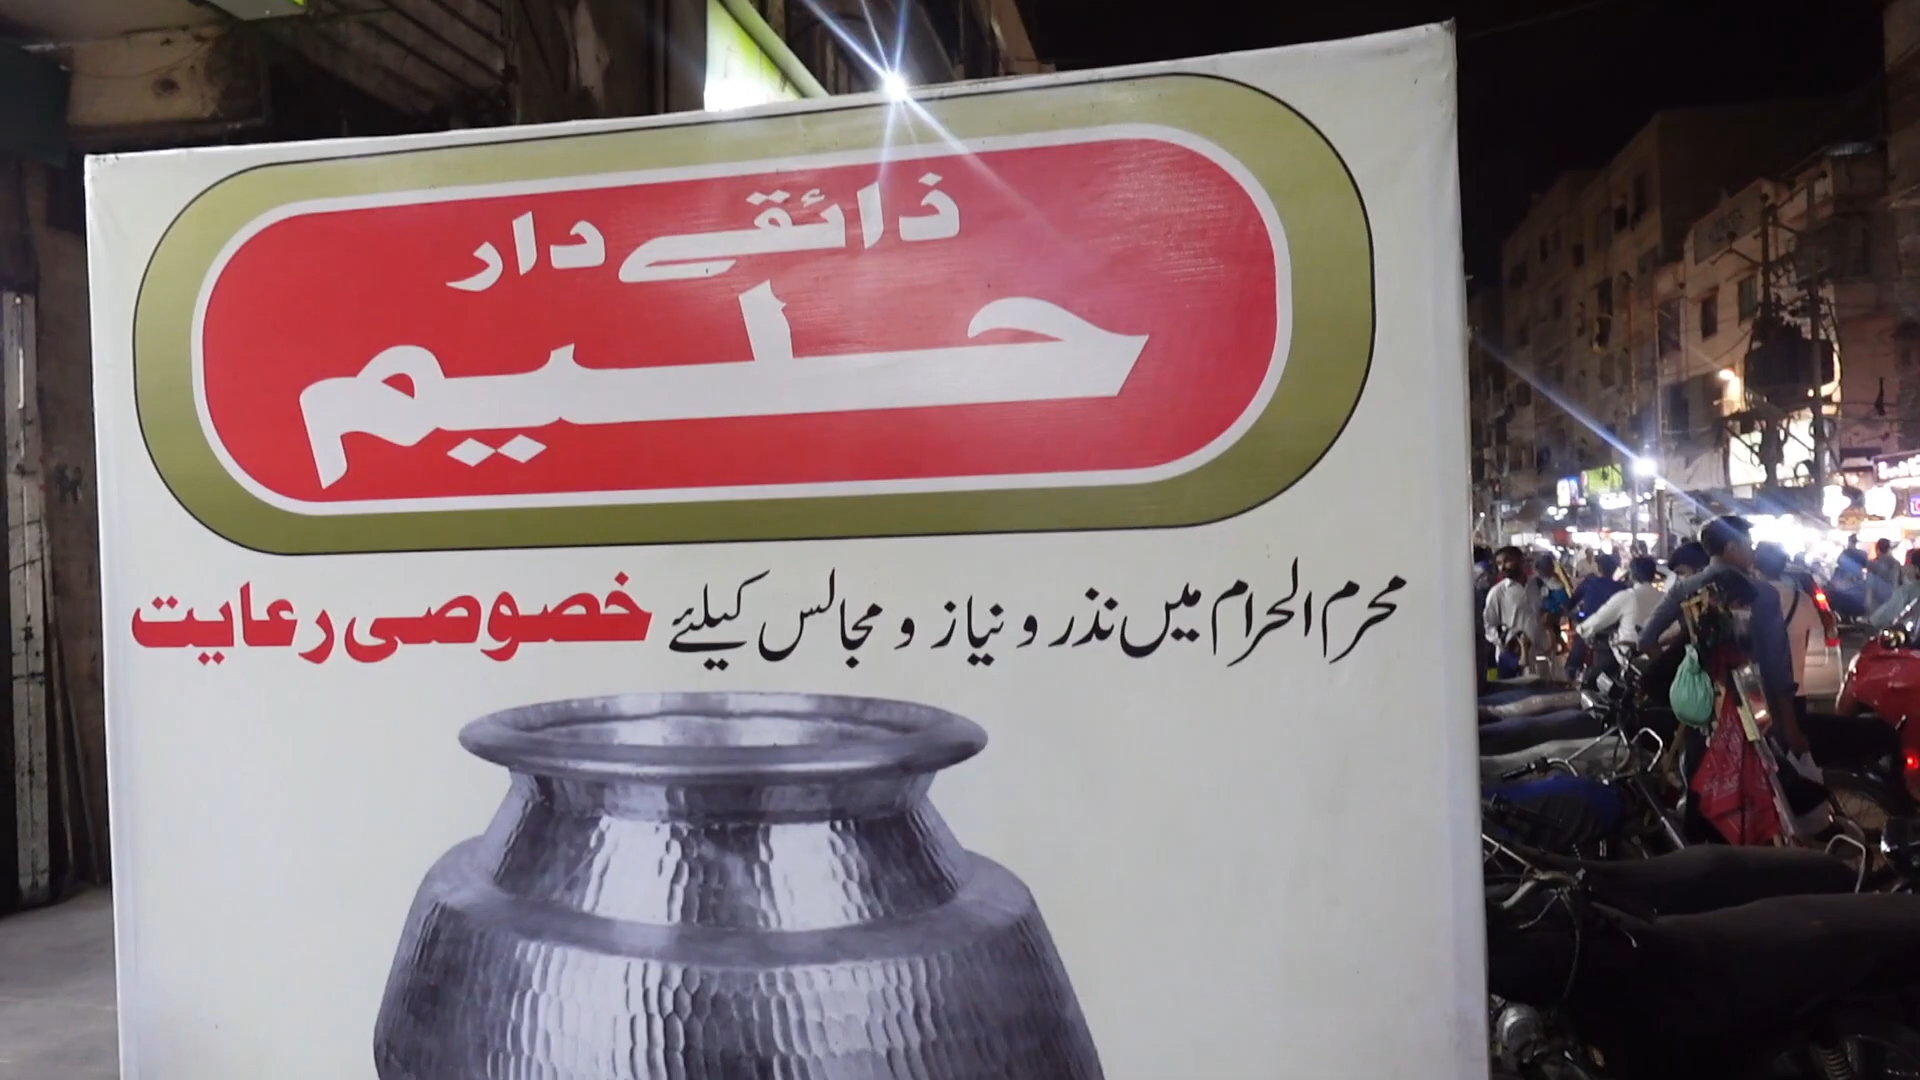 ذائقے دار
حلیم
محرم الحرام میں نذر و نیاز و مجالس کیلئے خصوصی رعایت